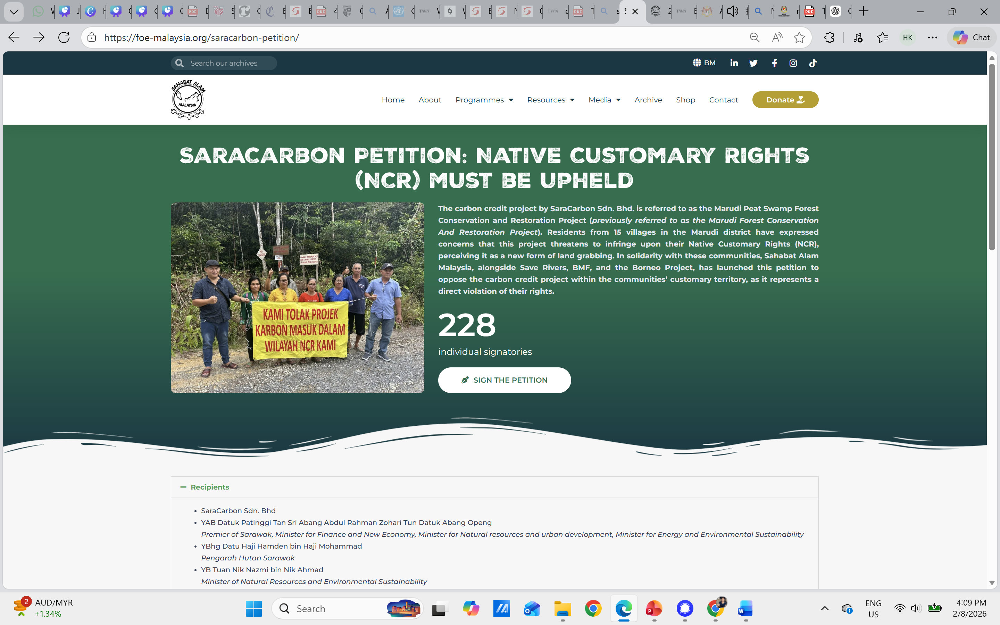 https://foe-malaysia.org/saracarbon-petition/
HK
Chat
Search our archives
BM
SAHABAT ALAM
MALAYSIA
Home
About
Programmes
Resources
Media
Archive
Shop
Contact
Donate
SARACARBON PETITION: NATIVE CUSTOMARY RIGHTS
(NCR) MUST BE UPHELD
NO
CARBON
KAMI TOLAK PROJEK
KARBON MASUK DALAM
WILAYAH NCR KAMI
The carbon credit project by SaraCarbon Sdn. Bhd. is referred to as the Marudi Peat Swamp Forest
Conservation and Restoration Project (previously referred to as the Marudi Forest Conservation
And Restoration Project). Residents from 15 villages in the Marudi district have expressed
concerns that this project threatens to infringe upon their Native Customary Rights (NCR),
perceiving it as a new form of land grabbing. In solidarity with these communities, Sahabat Alam
Malaysia, alongside Save Rivers, BMF, and the Borneo Project, has launched this petition to
oppose the carbon credit project within the communities’ customary territory, as it represents a
direct violation of their rights.
228
individual signatories
SIGN THE PETITION
Recipients
SaraCarbon Sdn. Bhd
YAB Datuk Patinggi Tan Sri Abang Abdul Rahman Zohari Tun Datuk Abang Openg
Premier of Sarawak, Minister for Finance and New Economy, Minister for Natural resources and urban development, Minister for Energy and Environmental Sustainability
YBhg Datu Haji Hamden bin Haji Mohammad
Pengarah Hutan Sarawak
YB Tuan Nik Nazmi bin Nik Ahmad
Minister of Natural Resources and Environmental Sustainability
2
AUD/MYR
+1.34%
Search
ENG
US
4:09 PM
2/8/2026